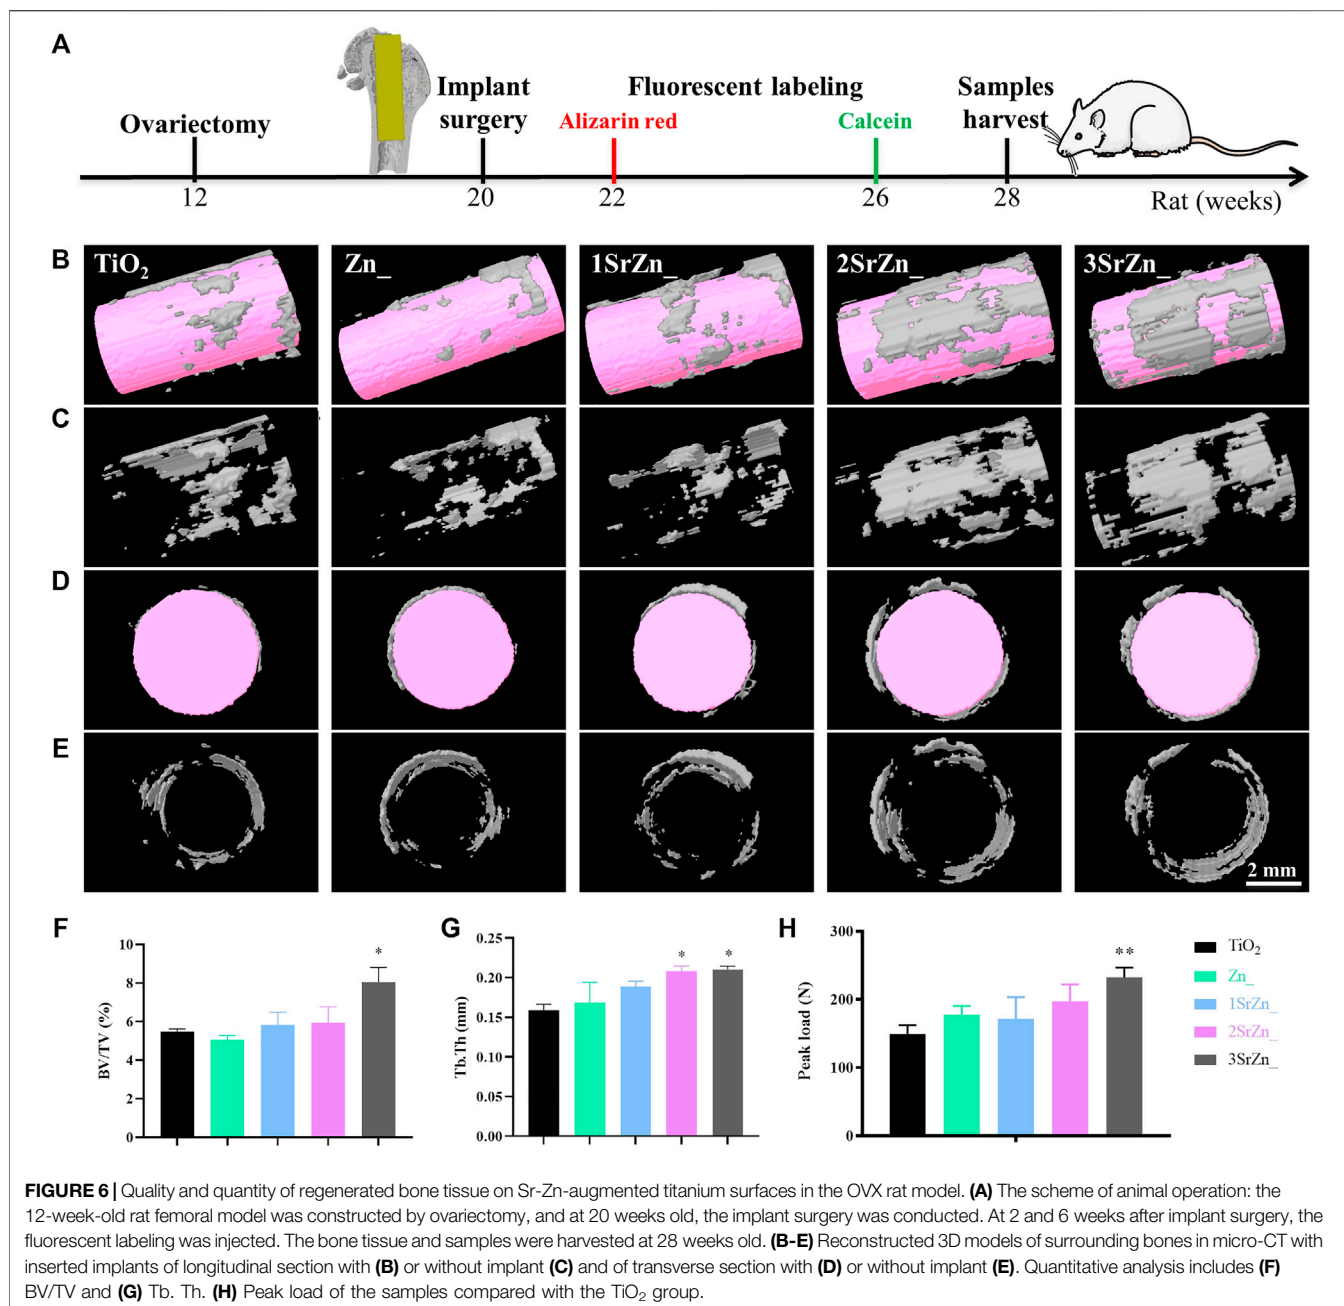 A
Ovariectomy
Implant
surgery
Fluorescent labeling
Alizarin red
Calcein
Samples
harvest
12
20
22
26
28
Rat (weeks)
B
TiO₂
Zn_
1SrZn_
2SrZn_
3SrZn_
C
D
E
2 mm
F
BV/TV (%)
10
8
6
4
2
0
*
G
Tb.Th (mm)
0.25
0.20
0.15
0.10
0.05
0.00
*
*
H
Peak load (N)
300
200
100
0
**
TiO₂
Zn_
1SrZn_
2SrZn_
3SrZn_
FIGURE 6 | Quality and quantity of regenerated bone tissue on Sr-Zn-augmented titanium surfaces in the OVX rat model. (A) The scheme of animal operation: the
12-week-old rat femoral model was constructed by ovariectomy, and at 20 weeks old, the implant surgery was conducted. At 2 and 6 weeks after implant surgery, the
fluorescent labeling was injected. The bone tissue and samples were harvested at 28 weeks old. (B-E) Reconstructed 3D models of surrounding bones in micro-CT with
inserted implants of longitudinal section with (B) or without implant (C) and of transverse section with (D) or without implant (E). Quantitative analysis includes (F)
BV/TV and (G) Tb. Th. (H) Peak load of the samples compared with the TiO₂ group.